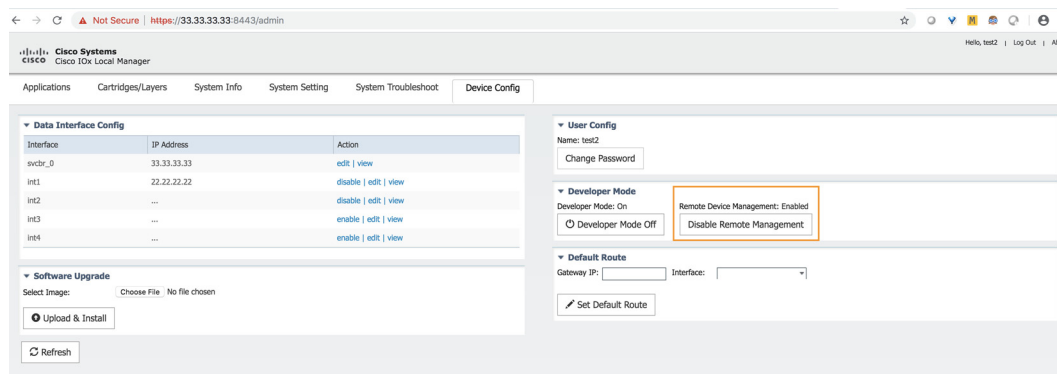 Not Secure | https://33.33.33.33:8443/admin
Hello, test2 | Log Out |
CISCO
Cisco Systems
Cisco IOx Local Manager
Applications Cartridges/Layers System Info System Setting System Troubleshoot Device Config
Data Interface Config
Interface IP Address Action
svcbr_0 33.33.33.33 edit | view
int1 22.22.22.22 disable | edit | view
int2 ... disable | edit | view
int3 ... enable | edit | view
int4 ... enable | edit | view
Software Upgrade
Select Image: Choose File No file chosen
Upload & Install
Refresh
User Config
Name: test2
Change Password
Developer Mode
Developer Mode: On Remote Device Management: Enabled
Developer Mode Off Disable Remote Management
Default Route
Gateway IP: Interface:
Set Default Route